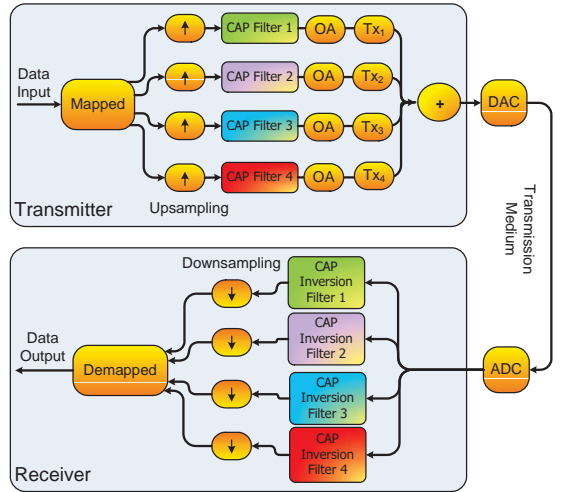 Data
Input
Mapped
↑
CAP Filter 1
OA
Tx1
↑
CAP Filter 2
OA
Tx2
↑
CAP Filter 3
OA
Tx3
↑
CAP Filter 4
OA
Tx4
+
DAC
Transmitter
Upsampling
Transmission
Medium
Downsampling
CAP
Inversion
Filter 1
↓
CAP
Inversion
Filter 2
↓
CAP
Inversion
Filter 3
↓
CAP
Inversion
Filter 4
↓
Data
Output
Demapped
ADC
Receiver